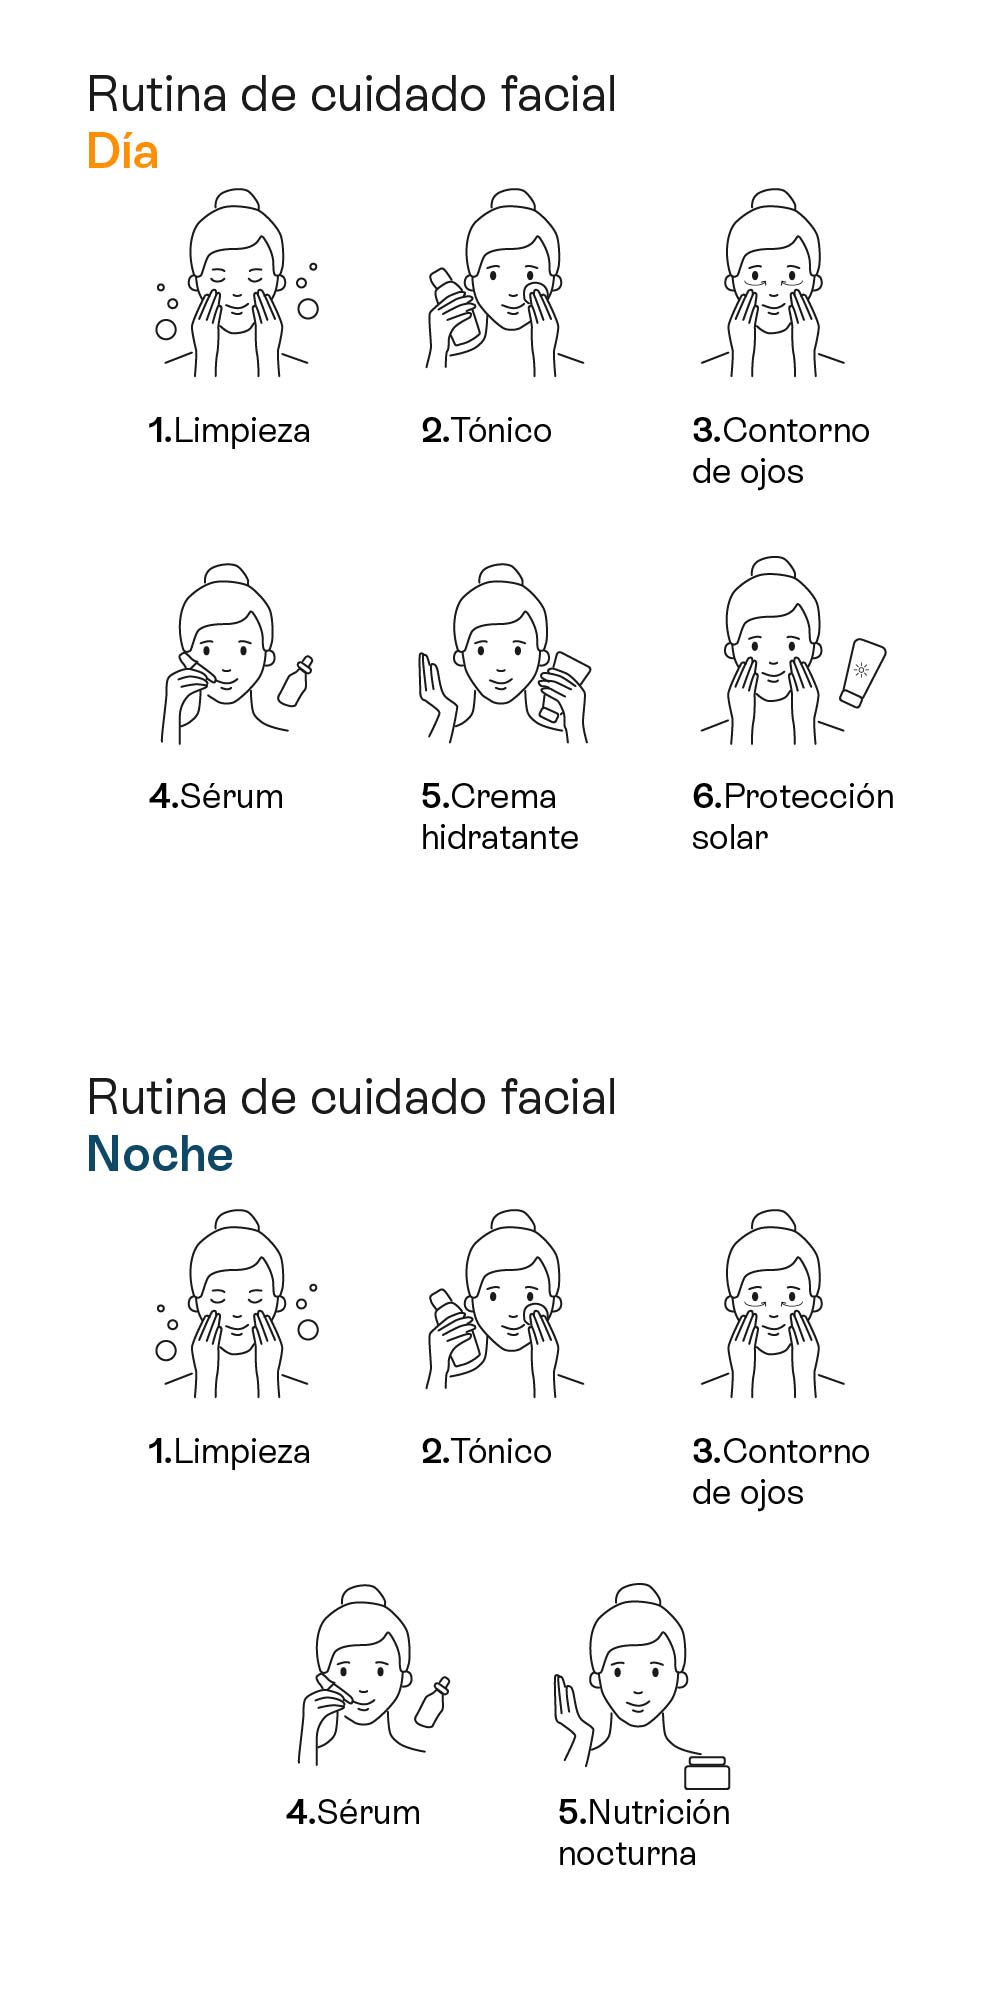 Rutina de cuidado facial
Día
1.Limpieza
2.Tónico
3.Contorno
de ojos
4.Sérum
5.Crema
hidratante
6.Protección
solar
Rutina de cuidado facial
Noche
1.Limpieza
2.Tónico
3.Contorno
de ojos
4.Sérum
5.Nutrición
nocturna